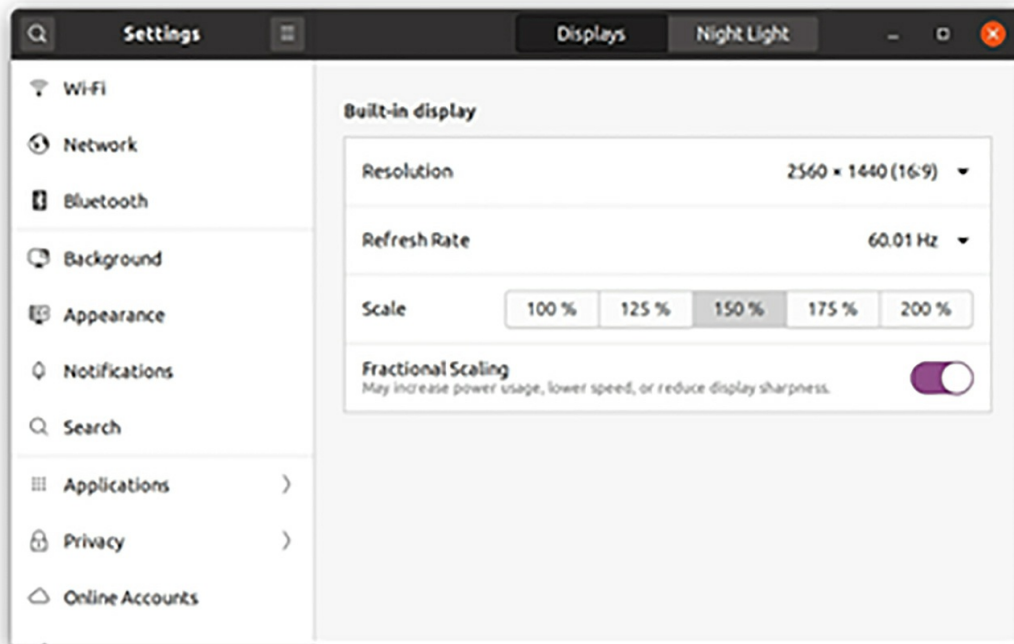 Settings
Displays
Night Light
Wi-Fi
Network
Bluetooth
Background
Appearance
Notifications
Search
Applications
Privacy
Online Accounts
Built-in display
Resolution 2560 × 1440 (16:9)
Refresh Rate 60.01 Hz
Scale 100 % 125 % 150 % 175 % 200 %
Fractional Scaling
May increase power usage, lower speed, or reduce display sharpness.